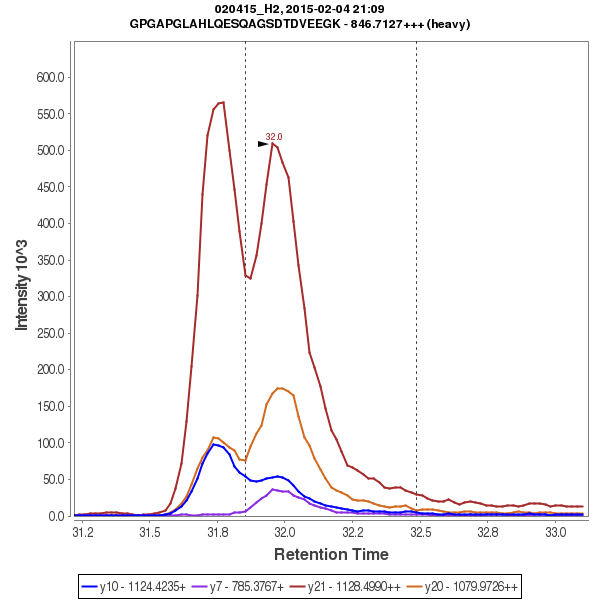 020415_H2, 2015-02-04 21:09
GPGAPGLAHLQESQAGSDTDVEEGK - 846.7127+++ (heavy)
600.0
550.0
500.0
450.0
400.0
350.0
300.0
250.0
200.0
150.0
100.0
50.0
0.0
Intensity 10^3
32.0
31.2 31.5 31.8 32.0 32.2 32.5 32.8 33.0
Retention Time
y10 - 1124.4235+ y7 - 785.3767+ y21 - 1128.4990++ y20 - 1079.9726++